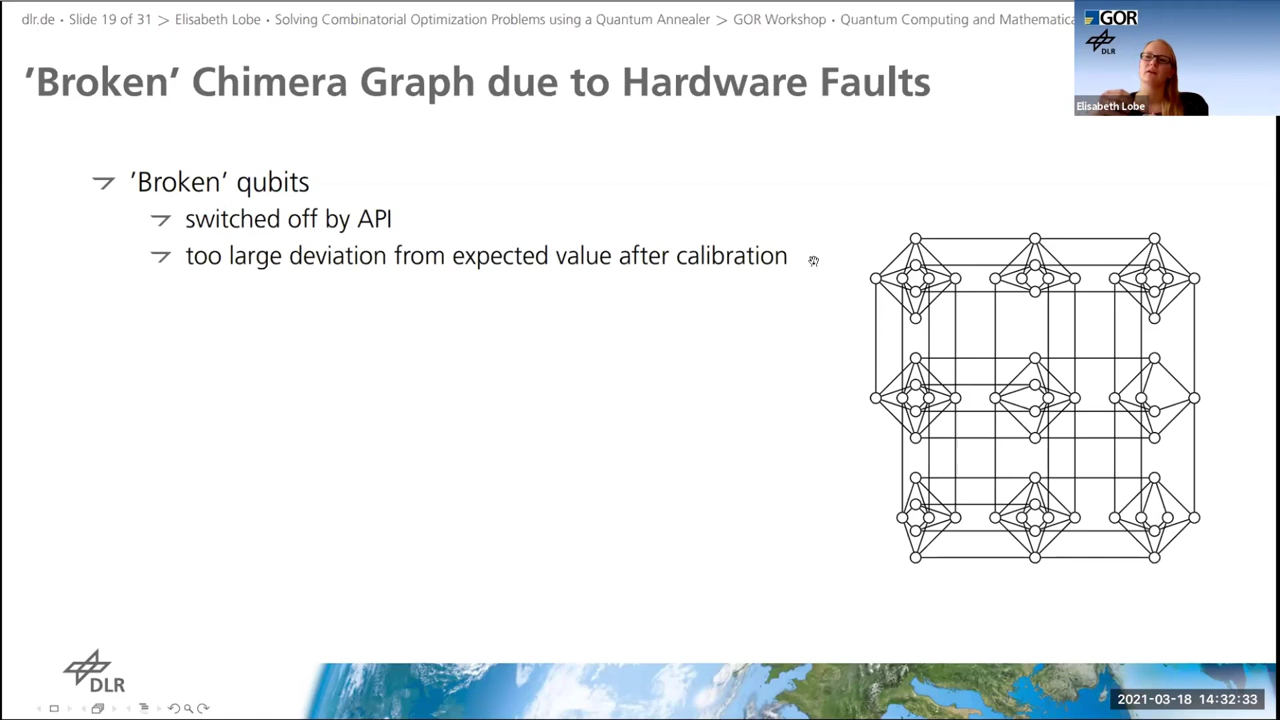 dlr.de · Slide 19 of 31 > Elisabeth Lobe · Solving Combinatorial Optimization Problems using a Quantum Annealer > GOR Workshop · Quantum Computing and Mathematica
GOR
DLR
Elisabeth Lobe
’Broken’ Chimera Graph due to Hardware Faults
’Broken’ qubits
switched off by API
too large deviation from expected value after calibration
DLR
2021-03-18 14:32:33